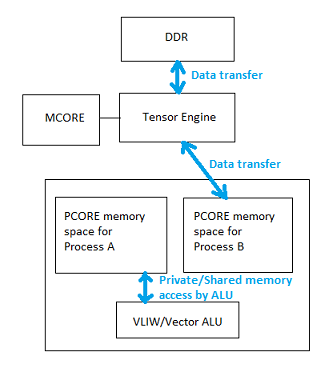 DDR
Data transfer
MCORE
Tensor Engine
Data transfer
PCORE memory
space for
Process A
PCORE memory
space for
Process B
Private/Shared memory
access by ALU
VLIW/Vector ALU